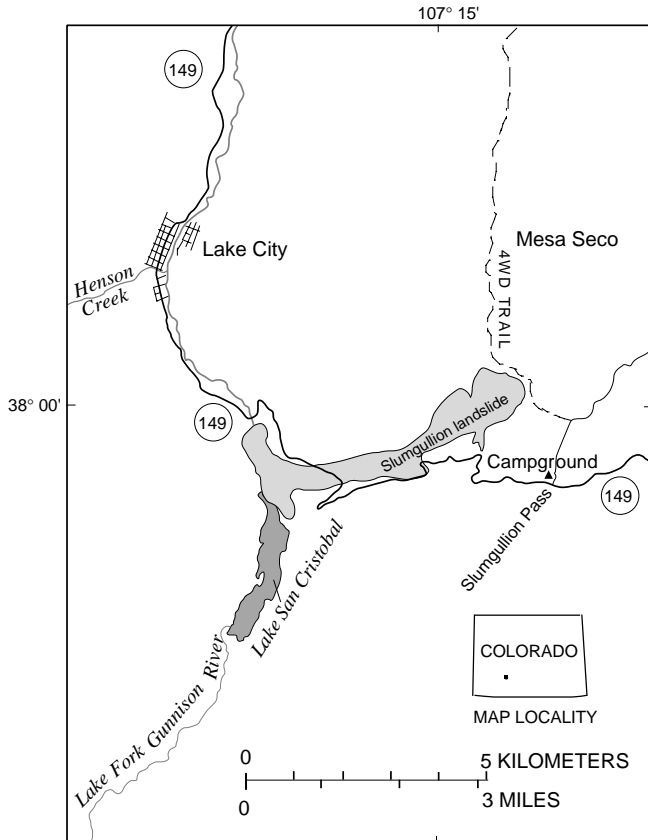 107° 15'
149
Lake City
Mesa Seco
Henson
Creek
4WD TRAIL
38° 00'
149
Slumgullion landslide
Campground
149
Slumgullion Pass
Lake San Cristobal
Lake Fork Gunnison River
COLORADO
MAP LOCALITY
0
5 KILOMETERS
0
3 MILES